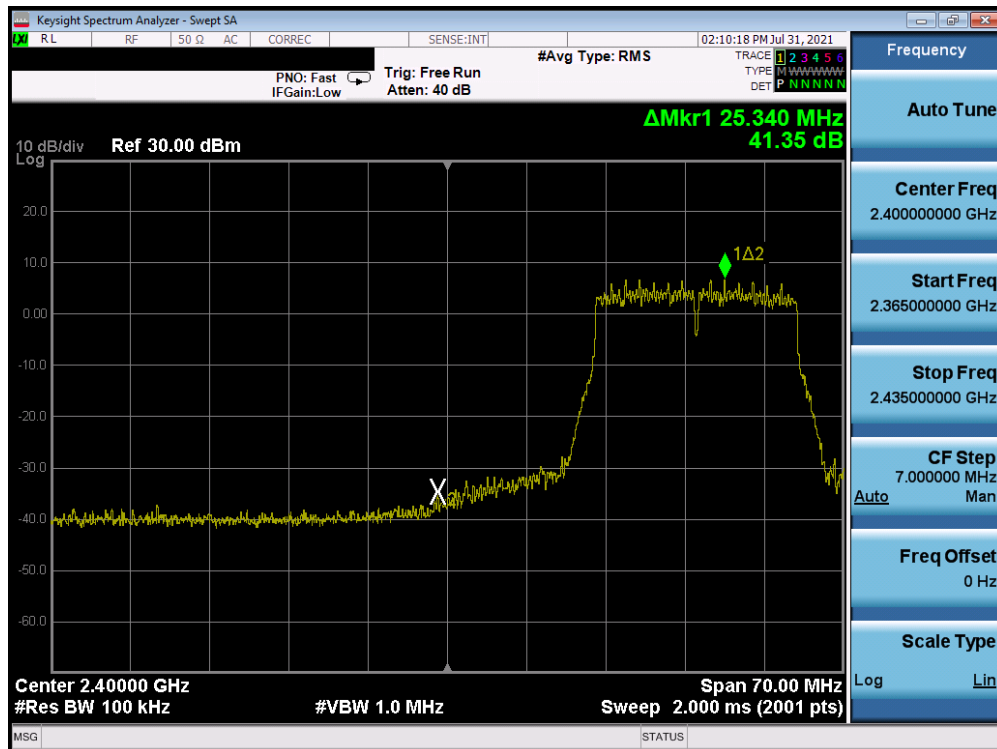 Keysight Spectrum Analyzer - Swept SA
LXI RL RF 50 Ω AC CORREC SENSE:INT 02:10:18 PM Jul 31, 2021
PNO: Fast
IFGain:Low
Trig: Free Run
Atten: 40 dB
#Avg Type: RMS
TRACE 1 2 3 4 5 6
TYPE M W W W W W
DET P N N N N N
ΔMkr1 25.340 MHz
41.35 dB
10 dB/div Ref 30.00 dBm
Log
20.0
10.0
0.00
-10.0
-20.0
-30.0
-40.0
-50.0
-60.0
1Δ2
X
Center 2.40000 GHz Span 70.00 MHz
#Res BW 100 kHz #VBW 1.0 MHz Sweep 2.000 ms (2001 pts)
MSG STATUS
Frequency
Auto Tune
Center Freq
2.400000000 GHz
Start Freq
2.365000000 GHz
Stop Freq
2.435000000 GHz
CF Step
7.000000 MHz
Auto Man
Freq Offset
0 Hz
Scale Type
Log Lin